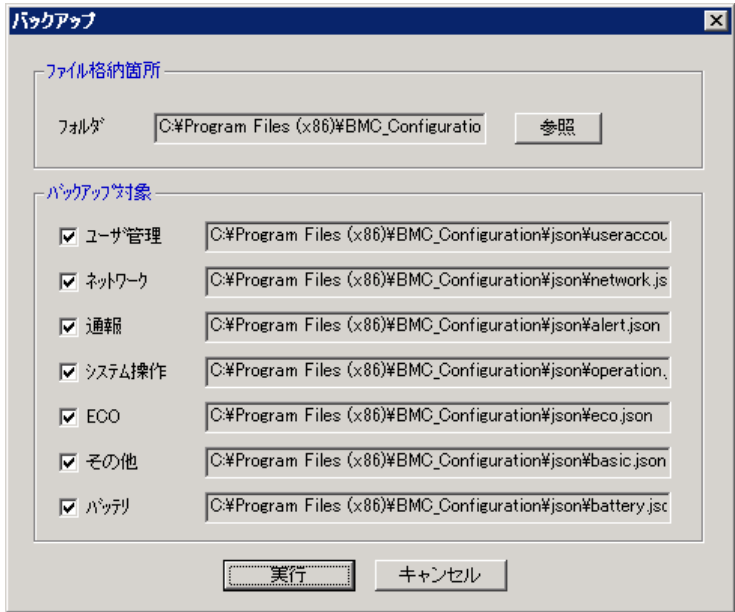 バックアップ
ファイル格納箇所
フォルダ C:¥Program Files (x86)¥BMC_Configuratio 参照
バックアップ対象
ユーザ管理 C:¥Program Files (x86)¥BMC_Configuration¥json¥useraccou
ネットワーク C:¥Program Files (x86)¥BMC_Configuration¥json¥network.js
通報 C:¥Program Files (x86)¥BMC_Configuration¥json¥alert.json
システム操作 C:¥Program Files (x86)¥BMC_Configuration¥json¥operation.
ECO C:¥Program Files (x86)¥BMC_Configuration¥json¥eco.json
その他 C:¥Program Files (x86)¥BMC_Configuration¥json¥basic.json
バッテリ C:¥Program Files (x86)¥BMC_Configuration¥json¥battery.jso
実行 キャンセル